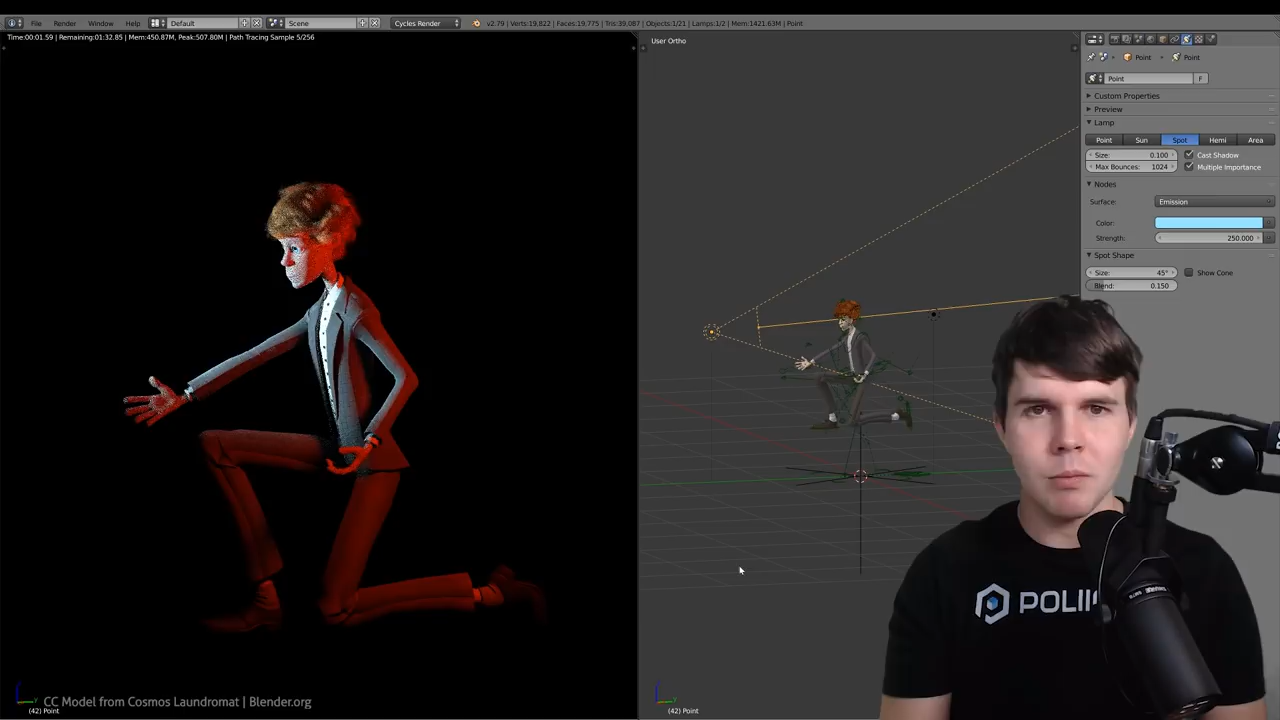 File Render Window Help Default Scene Cycles Render v2.79 | Verts:19,822 | Faces:19,775 | Tris:39,087 | Objects:1/21 | Lamps:1/2 | Mem:1421.63M | Point
Time:00:01.59 | Remaining:01:32.85 | Mem:450.87M, Peak:507.80M | Path Tracing Sample 5/256
User Ortho
Point Point
Point F
Custom Properties
Preview
Lamp
Point Sun Spot Hemi Area
Size: 0.100 Cast Shadow
Max Bounces: 1024 Multiple Importance
Nodes
Surface: Emission
Color:
Strength: 250.000
Spot Shape
Size: 45° Show Cone
Blend: 0.150
POLII
CC Model from Cosmos Laundromat | Blender.org
(42) Point
(42) Point